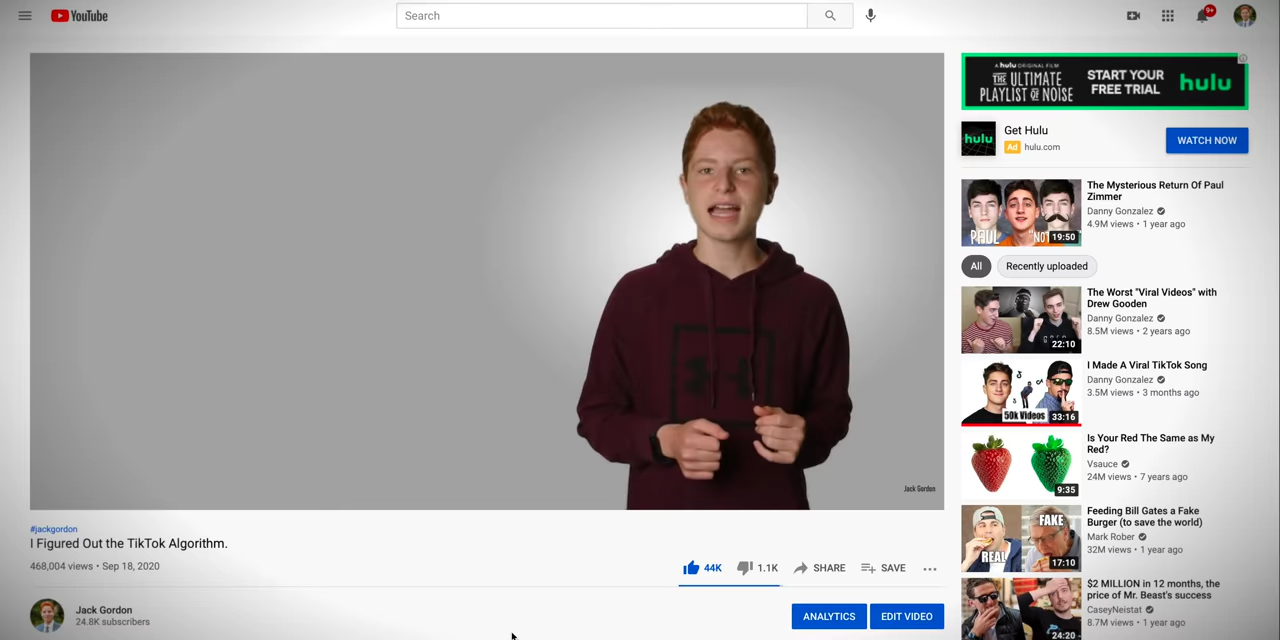 YouTube
Search
9+
A hulu ORIGINAL FILM
THE ULTIMATE
PLAYLIST OF NOISE
START YOUR
FREE TRIAL
hulu
hulu
Get Hulu
Ad hulu.com
WATCH NOW
PAUL
NOT
19:50
The Mysterious Return Of Paul
Zimmer
Danny Gonzalez
4.9M views • 1 year ago
All
Recently uploaded
22:10
The Worst "Viral Videos" with
Drew Gooden
Danny Gonzalez
8.5M views • 2 years ago
50k Videos
33:16
I Made A Viral TikTok Song
Danny Gonzalez
3.5M views • 3 months ago
9:35
Is Your Red The Same as My
Red?
Vsauce
24M views • 7 years ago
REAL
FAKE
17:10
Feeding Bill Gates a Fake
Burger (to save the world)
Mark Rober
32M views • 1 year ago
24:20
$2 MILLION in 12 months, the
price of Mr. Beast's success
CaseyNeistat
8.7M views • 1 year ago
Jack Gordon
#jackgordon
I Figured Out the TikTok Algorithm.
468,004 views • Sep 18, 2020
44K
1.1K
SHARE
SAVE
Jack Gordon
24.8K subscribers
ANALYTICS
EDIT VIDEO